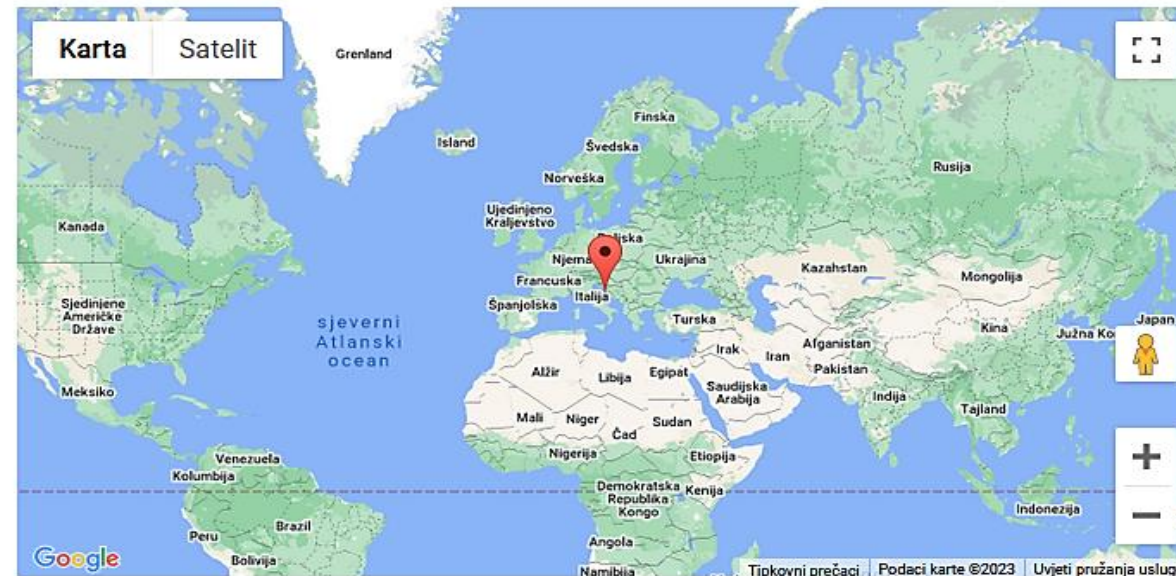 Karta
Satelit
Grenland
Finska
Island
Švedska
Rusija
Norveška
Ujedinjeno
Kraljevstvo
Kanada
Ukrajina
Kazahstan
Mongolija
Francuska
Italija
Španjolska
Sjedinjene
Američke
Države
sjeverni
Atlanski
ocean
Turska
Japan
Kina
Južna
Afganistan
Irak
Iran
Pakistan
Alžir
Libija
Egipat
Saudijska
Arabija
Indija
Meksiko
Tajland
Mali
Niger
Sudan
Čad
Nigerija
Etiopija
Venezuela
Kolumbija
Demokratska
Republika
Kongo
Kenija
Indonezija
Peru
Brazil
Angola
Bolivija
Namibija
Google
Tipkovni prečaci
Podaci karte ©2023
Uvjeti pružanja uslug